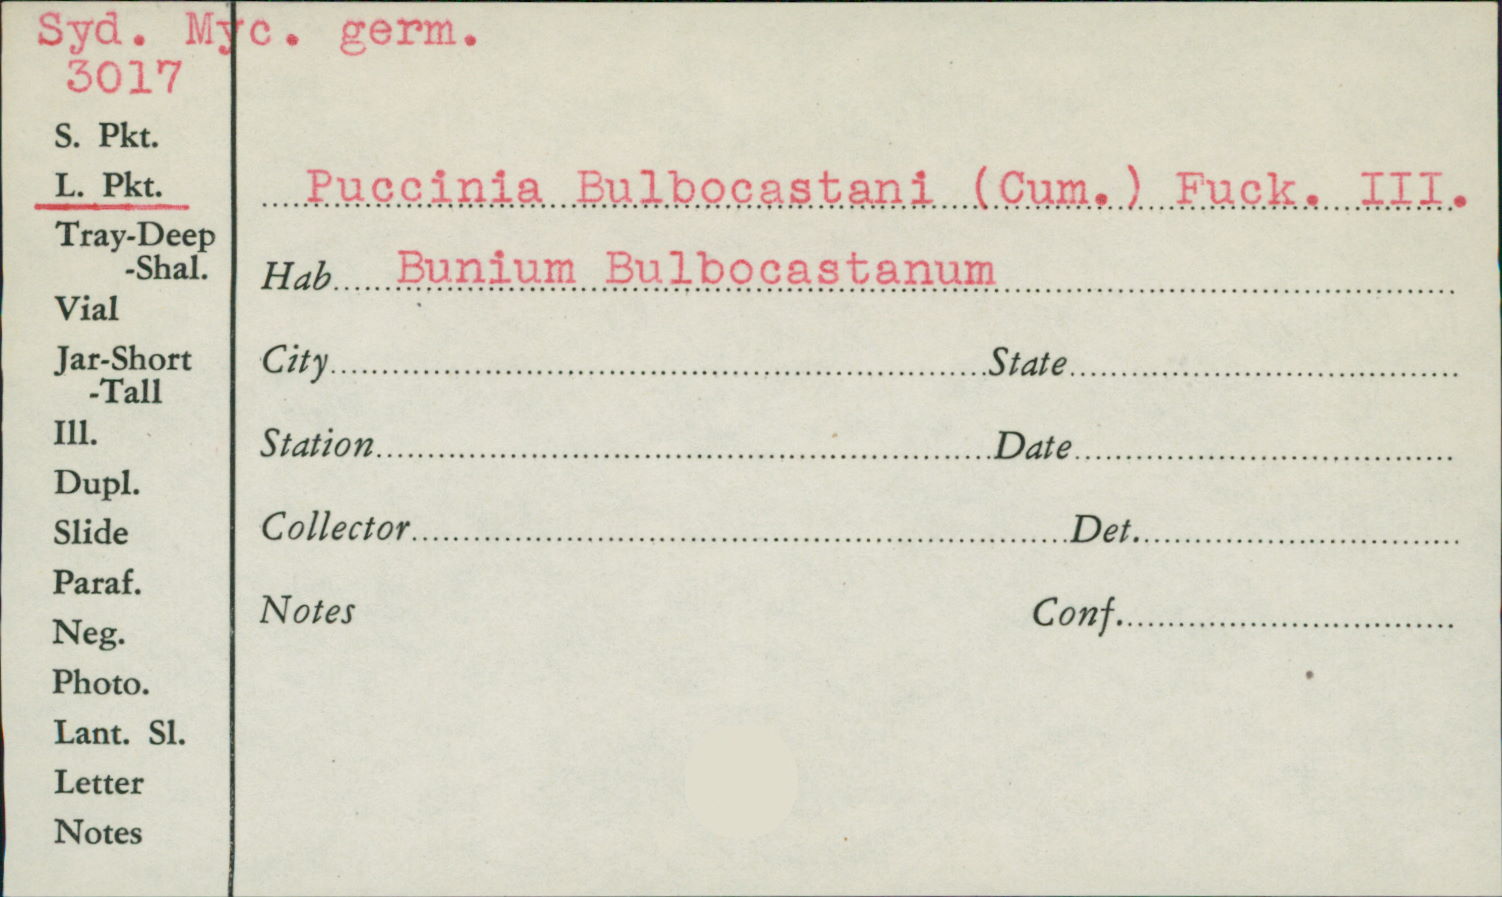 Syd. Myc. germ.
3017
S. Pkt.
L. Pkt.
Tray-Deep
-Shal.
Vial
Jar-Short
-Tall
Ill.
Dupl.
Slide
Paraf.
Neg.
Photo.
Lant. Sl.
Letter
Notes
Puccinia Bulbocastani (Cum.) Fuck. III.
Hab. Bunium Bulbocastanum
City State
Station Date
Collector Det.
Notes Conf.